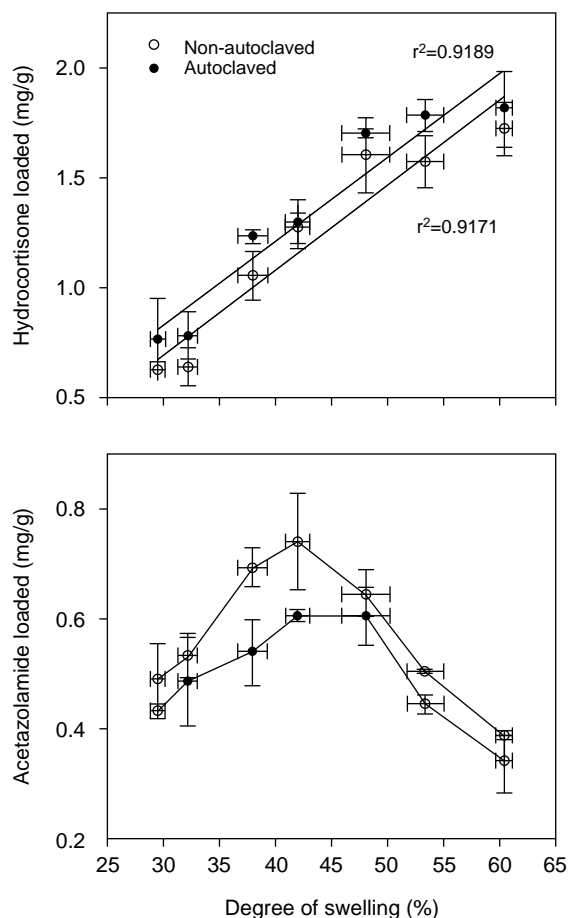 Non-autoclaved
Autoclaved
r²=0.9189
r²=0.9171
Hydrocortisone loaded (mg/g)
2.0
1.5
1.0
0.5
Acetazolamide loaded (mg/g)
0.8
0.6
0.4
0.2
25 30 35 40 45 50 55 60 65
Degree of swelling (%)